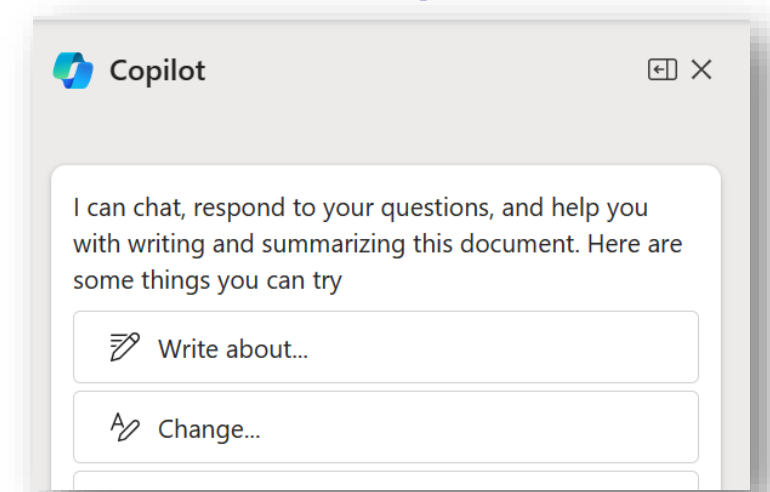 Copilot
I can chat, respond to your questions, and help you
with writing and summarizing this document. Here are
some things you can try
Write about...
Change...